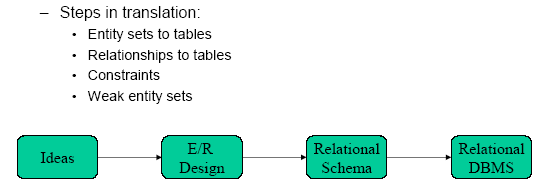 – Steps in translation:
• Entity sets to tables
• Relationships to tables
• Constraints
• Weak entity sets
Ideas
E/R
Design
Relational
Schema
Relational
DBMS